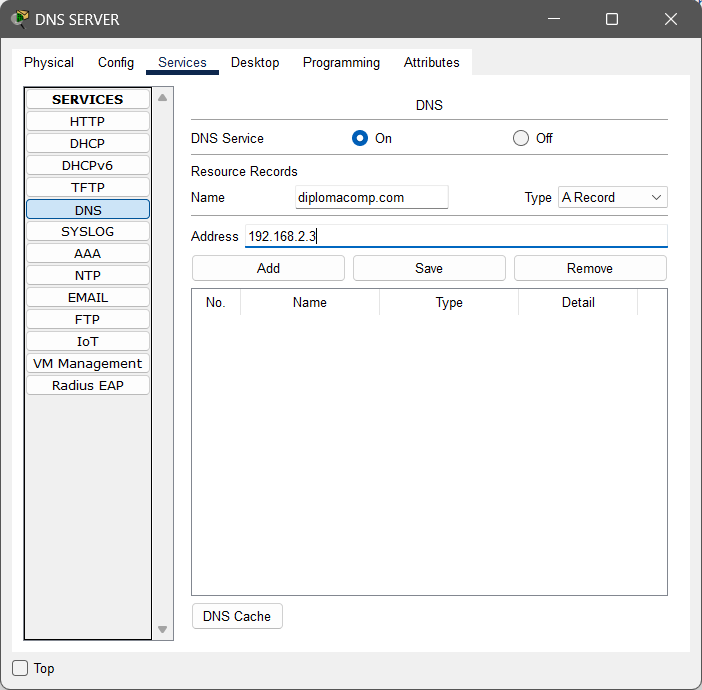 DNS SERVER
Physical Config Services Desktop Programming Attributes
SERVICES
HTTP
DHCP
DHCPv6
TFTP
DNS
SYSLOG
AAA
NTP
EMAIL
FTP
IoT
VM Management
Radius EAP
DNS
DNS Service On Off
Resource Records
Name diplomacomp.com Type A Record
Address 192.168.2.3
Add Save Remove
No. Name Type Detail
DNS Cache
Top